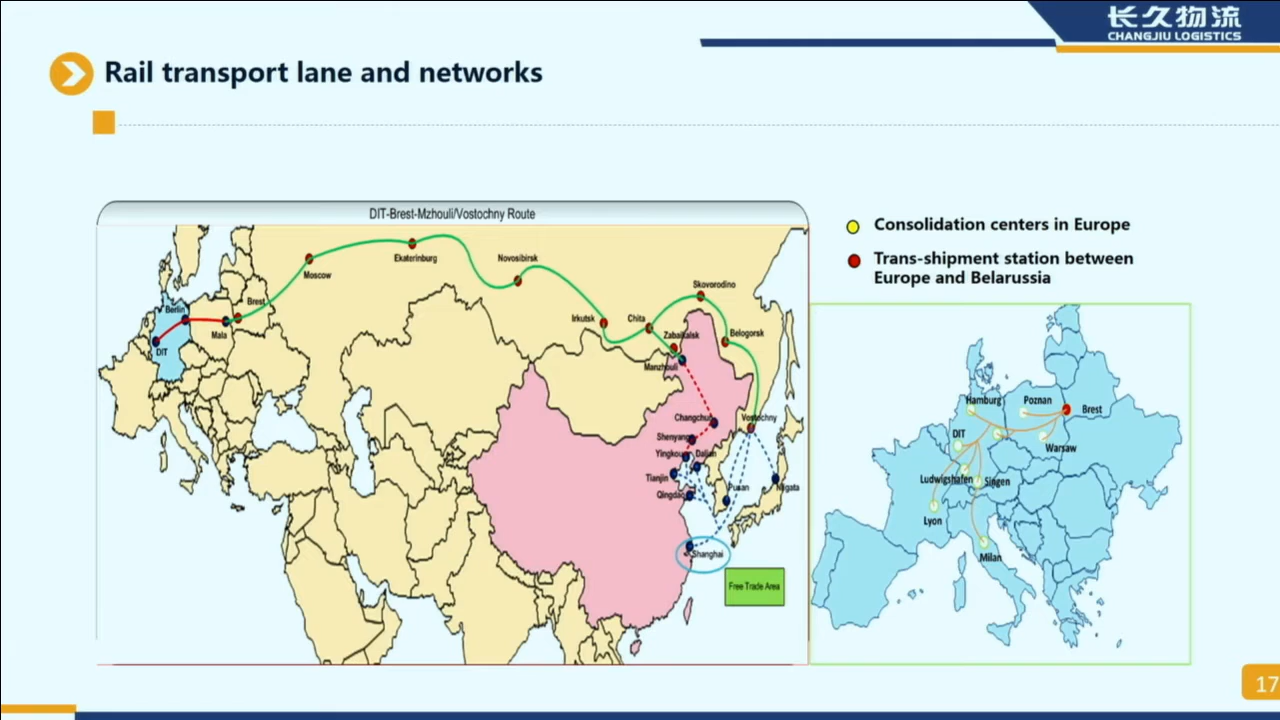 长久物流
CHANGJIU LOGISTICS
Rail transport lane and networks
DIT-Brest-Mzhouli/Vostochny Route
Moscow
Ekaterinburg
Novosibirsk
Skovorodino
Brest
Berlin
Mala
DIT
Irkutsk
Chita
Belogorsk
Zabaikalsk
Manzhouli
Changchun
Vostochny
Shenyang
Yingkou
Dalian
Tianjin
Qingdao
Pusan
Niigata
Shanghai
Free Trade Area
Consolidation centers in Europe
Trans-shipment station between
Europe and Belarussia
Hamburg
Poznan
Brest
DIT
Warsaw
Ludwigshafen
Singen
Lyon
Milan
17